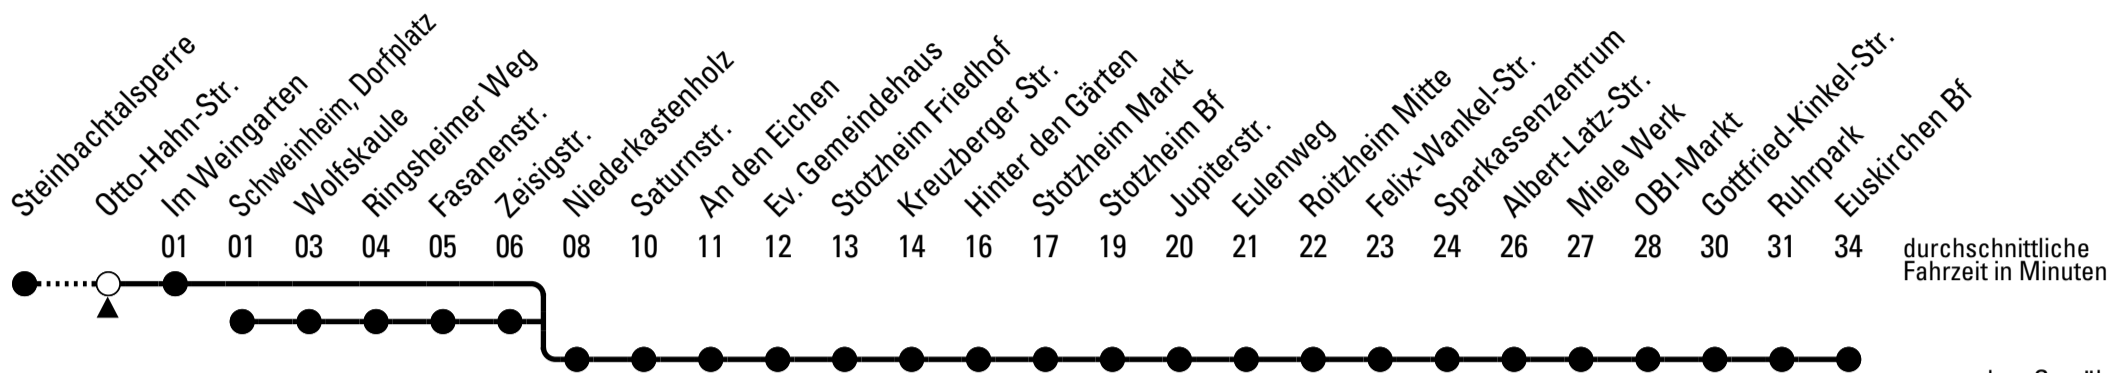 Steinbachtalsperre
Otto-Hahn-Str.
Im Weingarten
Schweinheim, Dorfplatz
Wolfskaule
Ringsheimer Weg
Fasanenstr.
Zeisigstr.
Niederkastenholz
Saturnstr.
An den Eichen
Ev. Gemeindehaus
Stotzheim Friedhof
Kreuzberger Str.
Hinter den Gärten
Stotzheim Markt
Stotzheim Bf
Jupiterstr.
Eulenweg
Roitzheim Mitte
Felix-Wankel-Str.
Sparkassenzentrum
Albert-Latz-Str.
Miele Werk
OBI-Markt
Gottfried-Kinkel-Str.
Ruhrpark
Euskirchen Bf
01 01 03 04 05 06 08 10 11 12 13 14 16 17 19 20 21 22 23 24 26 27 28 30 31 34
durchschnittliche
Fahrzeit in Minuten